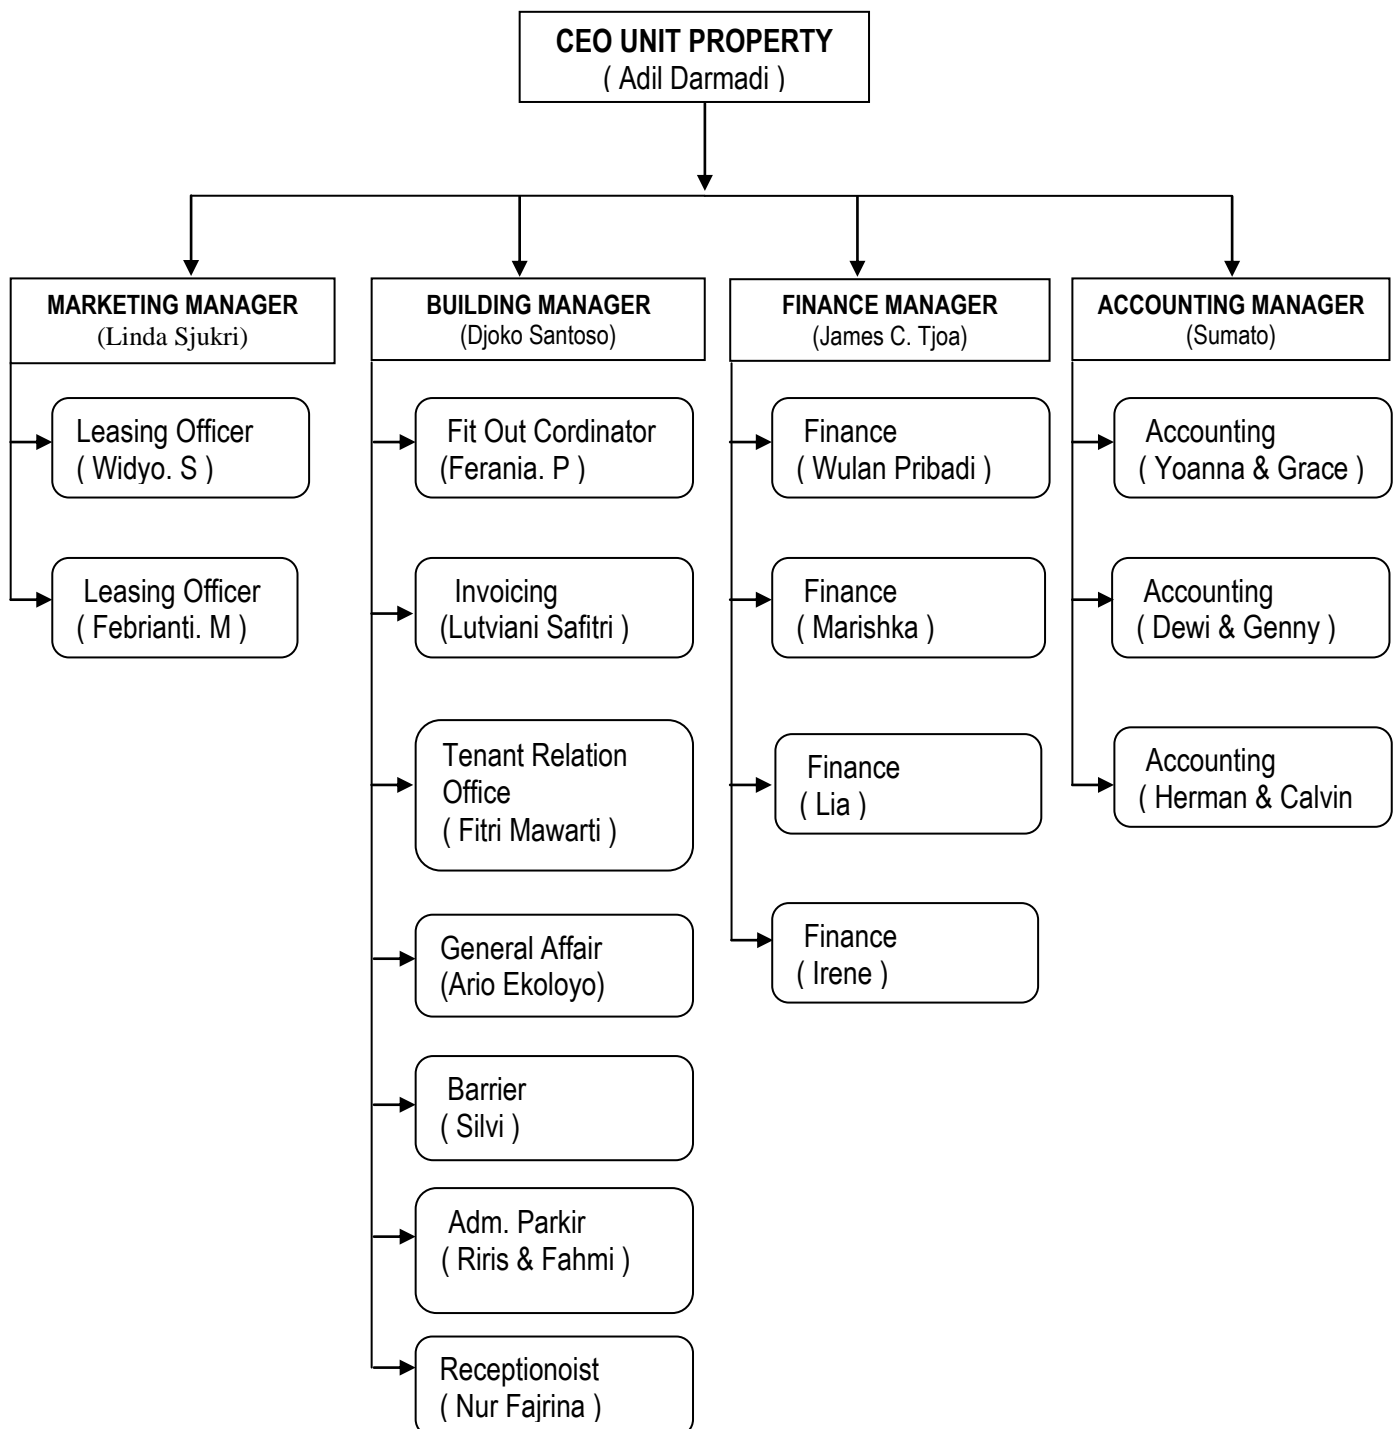 CEO UNIT PROPERTY
( Adil Darmadi )
MARKETING MANAGER
(Linda Sjukri)
Leasing Officer
( Widyo. S )
Leasing Officer
( Febrianti. M )
BUILDING MANAGER
(Djoko Santoso)
Fit Out Cordinator
(Ferania. P )
Invoicing
(Lutviani Safitri )
Tenant Relation
Office
( Fitri Mawarti )
General Affair
(Ario Ekoloyo)
Barrier
( Silvi )
Adm. Parkir
( Riris & Fahmi )
Receptionoist
( Nur Fajrina )
FINANCE MANAGER
(James C. Tjoa)
Finance
( Wulan Pribadi )
Finance
( Marishka )
Finance
( Lia )
Finance
( Irene )
ACCOUNTING MANAGER
(Sumato)
Accounting
( Yoanna & Grace )
Accounting
( Dewi & Genny )
Accounting
( Herman & Calvin